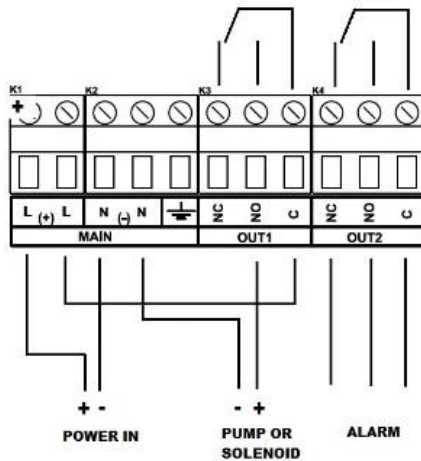 K1 K2 K3 K4
+
L (+) L N (-) N NC NO C NC NO C
MAIN OUT1 OUT2
+ - - + ALARM
POWER IN PUMP OR
SOLENOID